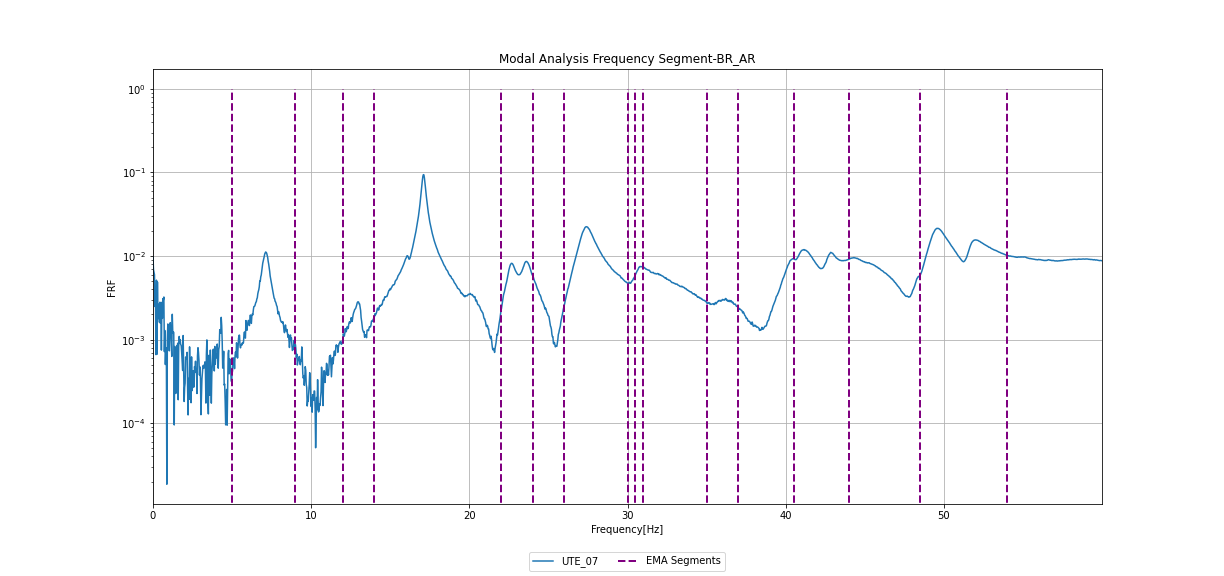 Modal Analysis Frequency Segment-BR_AR
10⁰
10⁻¹
10⁻²
10⁻³
10⁻⁴
FRF
0 10 20 30 40 50
Frequency[Hz]
UTE_07 EMA Segments